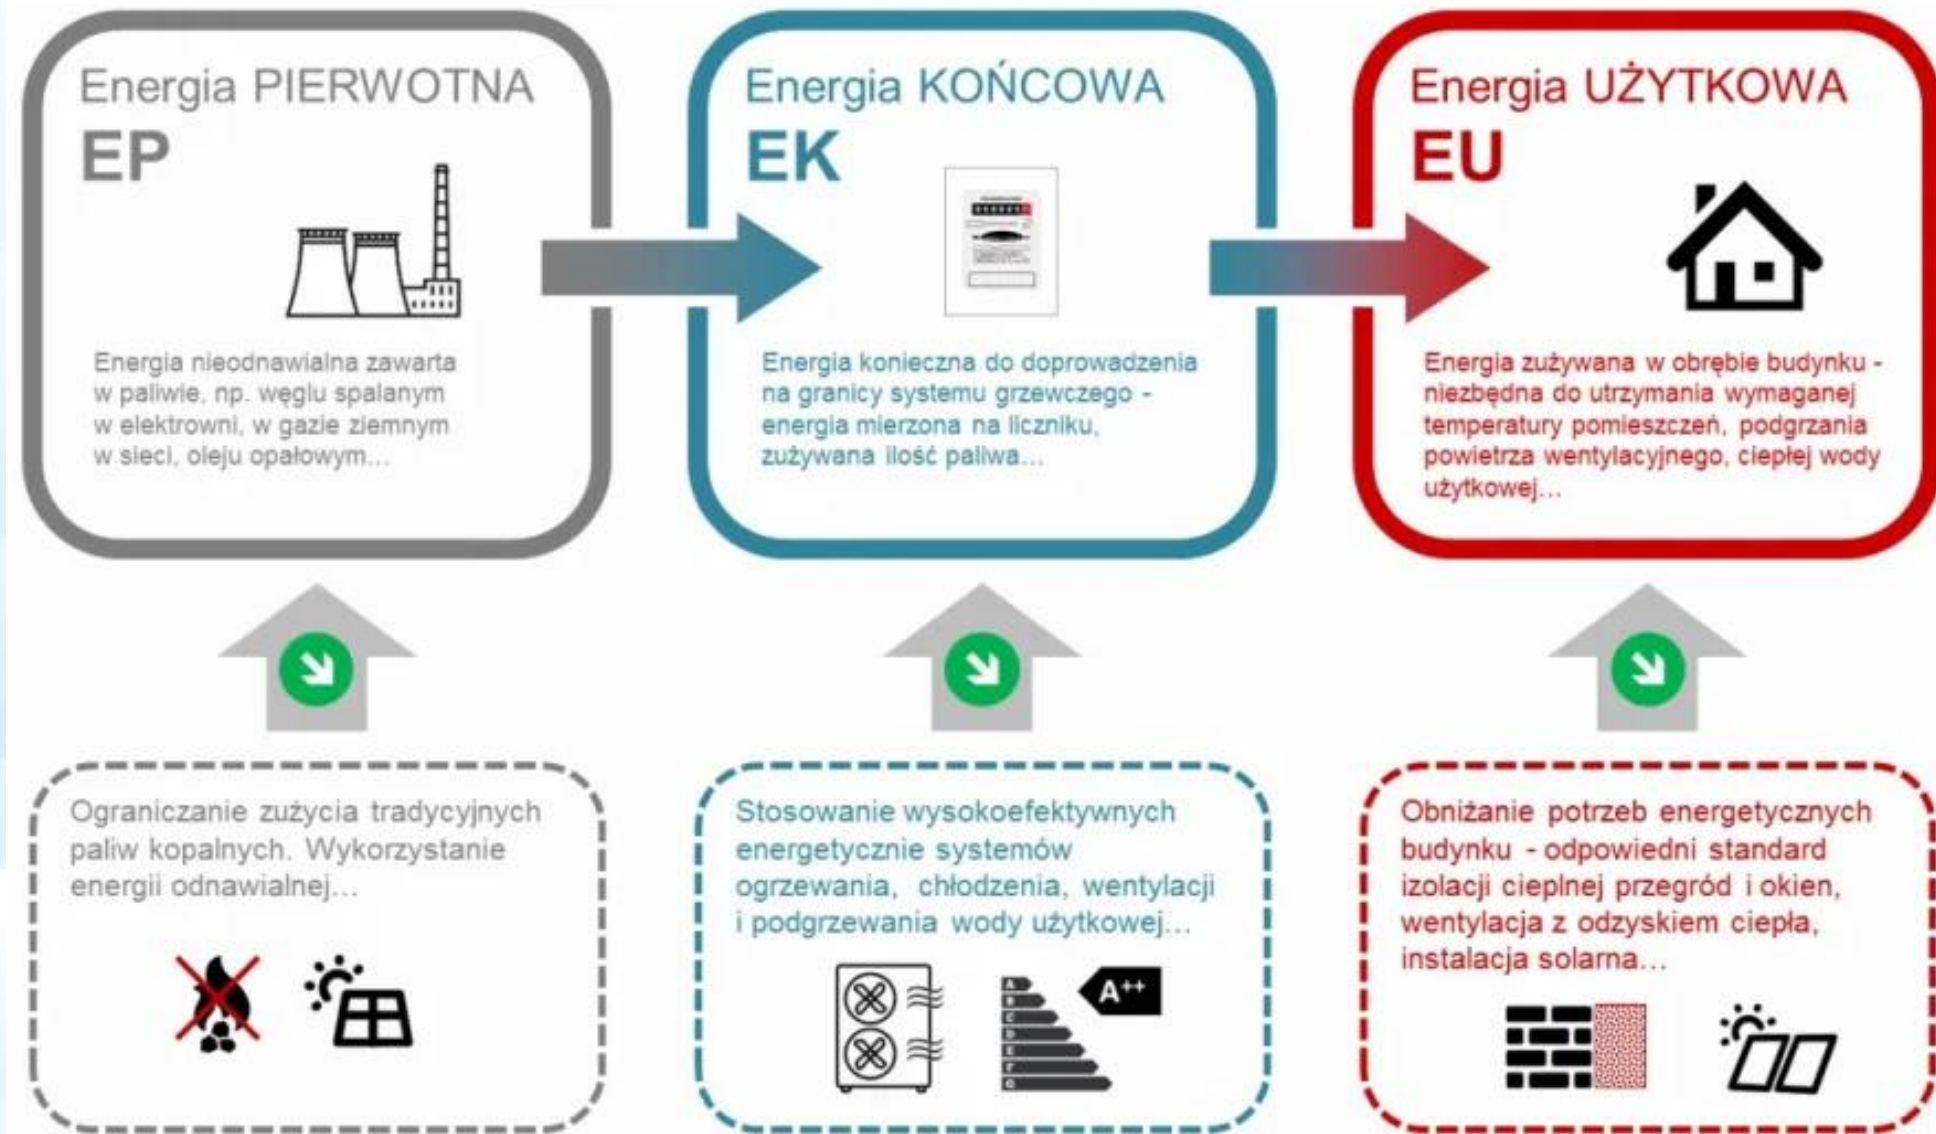 Energia PIERWOTNA
EP
Energia nieodnawialna zawarta
w paliwie, np. węglu spalanym
w elektrowni, w gazie ziemnym
w sieci, oleju opałowym...
Energia KOŃCOWA
EK
Energia konieczna do doprowadzenia
na granicy systemu grzewczego -
energia mierzona na liczniku,
zużywana ilość paliwa...
Energia UŻYTKOWA
EU
Energia zużywana w obrębie budynku -
niezbędna do utrzymania wymaganej
temperatury pomieszczeń, podgrzania
powietrza wentylacyjnego, ciepłej wody
użytkowej...
Ograniczanie zużycia tradycyjnych
paliw kopalnych. Wykorzystanie
energii odnawialnej...
Stosowanie wysokoefektywnych
energetycznie systemów
ogrzewania, chłodzenia, wentylacji
i podgrzewania wody użytkowej...
A++
A
B
C
D
E
F
G
Obniżanie potrzeb energetycznych
budynku - odpowiedni standard
izolacji cieplnej przegród i okien,
wentylacja z odzyskiem ciepła,
instalacja solarna...